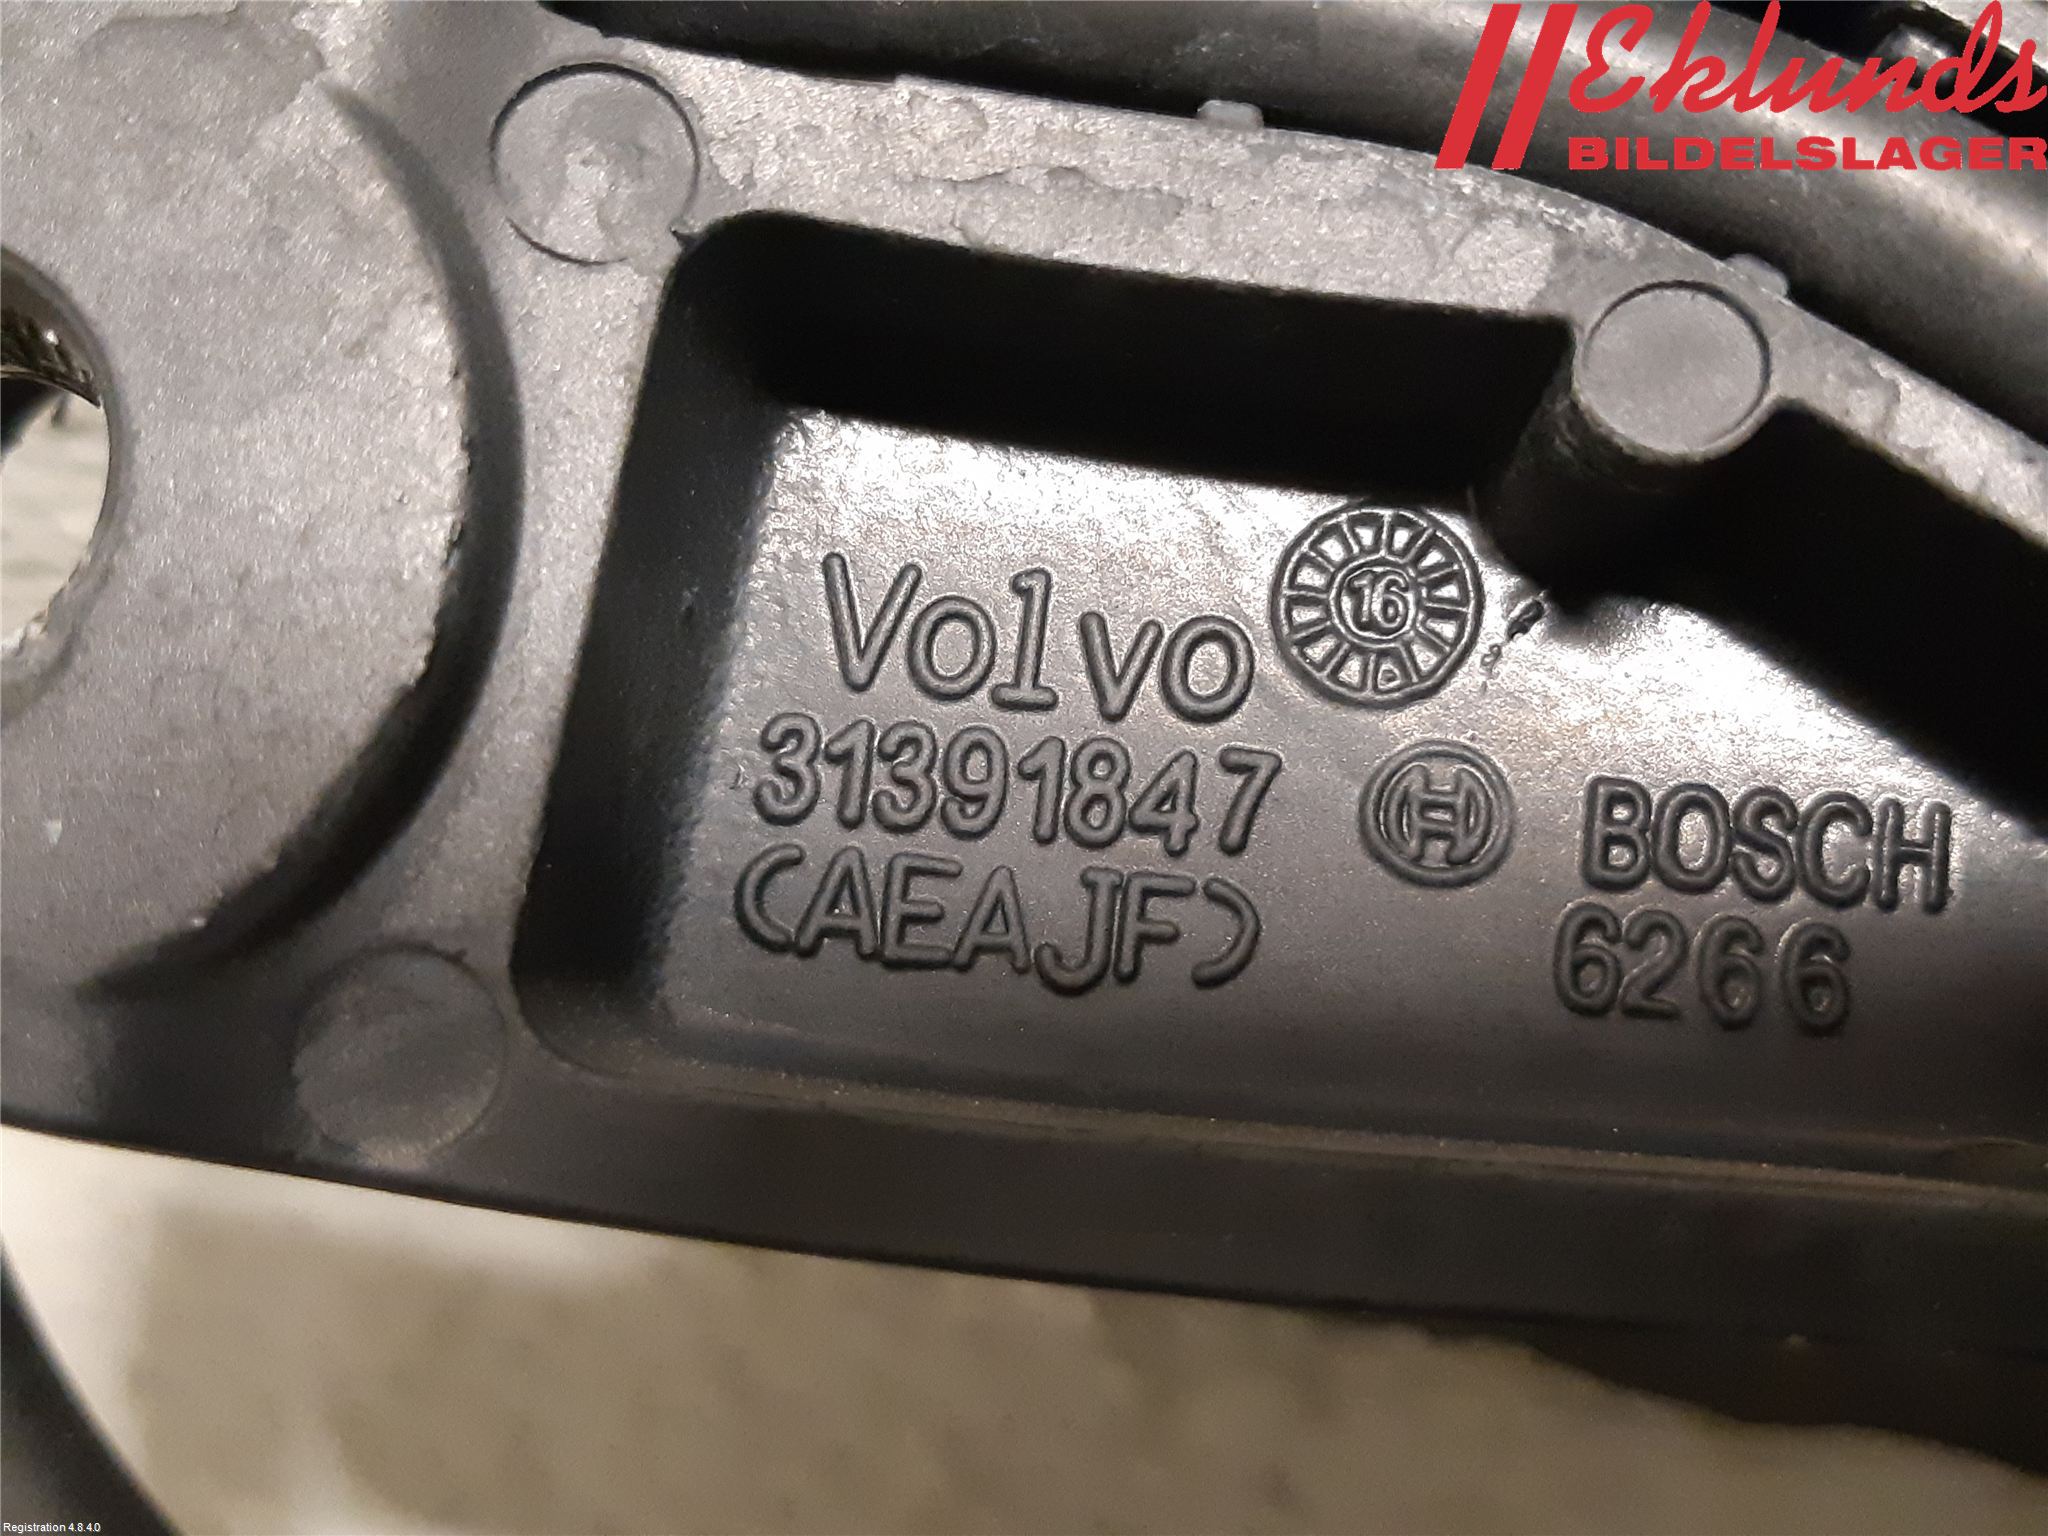 Eklunds
BILDELSLAGER
16
Volvo
31391847
(AEAJF)
H BOSCH
6266
Registration 4.8.4.0